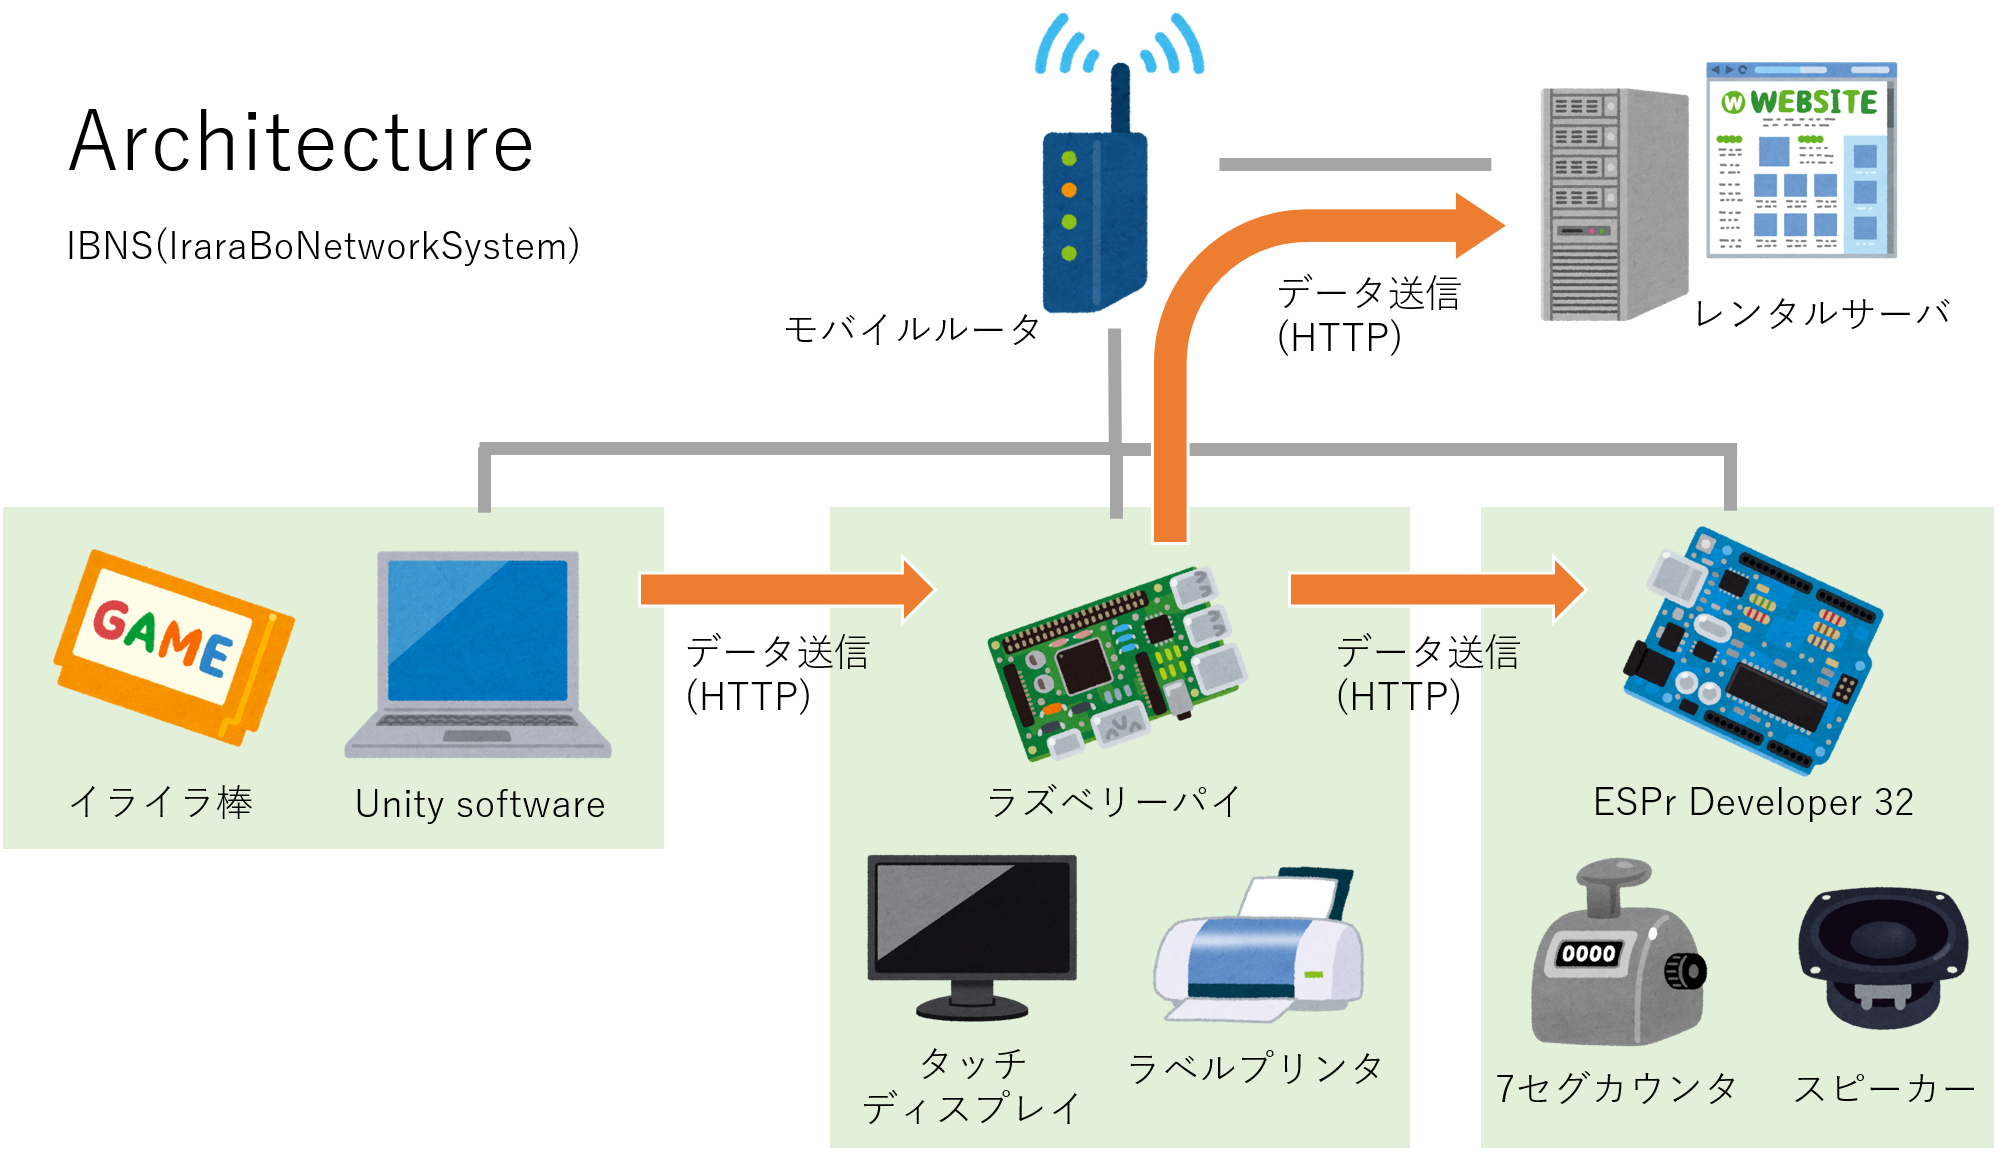 Architecture
IBNS(IraraBoNetworkSystem)
モバイルルータ
WEBSITE
W
レンタルサーバ
データ送信
(HTTP)
GAME
イライラ棒
Unity software
データ送信
(HTTP)
ラズベリーパイ
データ送信
(HTTP)
ESPr Developer 32
タッチ
ディスプレイ
ラベルプリンタ
0000
7セグカウンタ
スピーカー